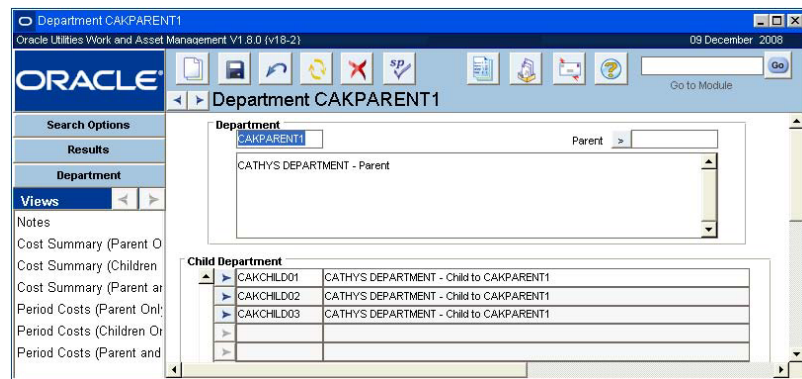 Department CAKPARENT1
Oracle Utilities Work and Asset Management V1.8.0 (v18-2)
09 December 2008
sp
Go
ORACLE
Go to Module
Department CAKPARENT1
Search Options
Results
Department
Views
Notes
Cost Summary (Parent O
Cost Summary (Children
Cost Summary (Parent ar
Period Costs (Parent Onl
Period Costs (Children Or
Period Costs (Parent and
Department
CAKPARENT1
Parent >
CATHYS DEPARTMENT - Parent
Child Department
CAKCHILD01 CATHYS DEPARTMENT - Child to CAKPARENT1
CAKCHILD02 CATHYS DEPARTMENT - Child to CAKPARENT1
CAKCHILD03 CATHYS DEPARTMENT - Child to CAKPARENT1